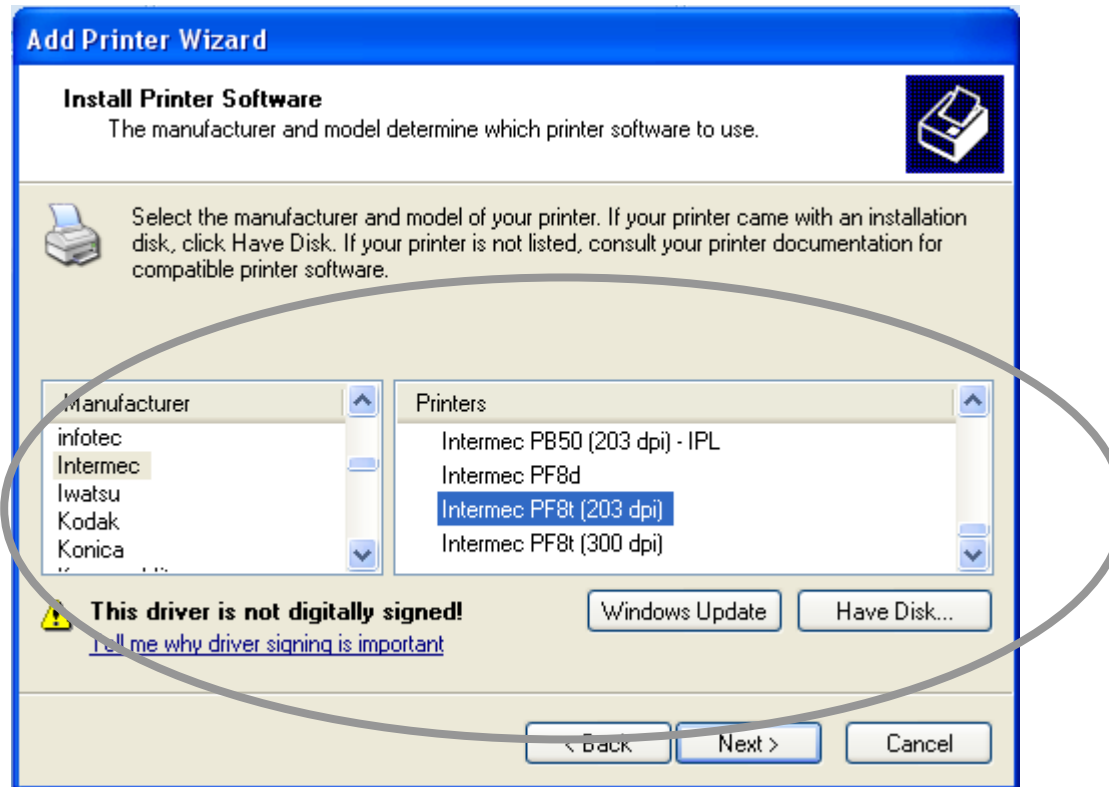 Add Printer Wizard
Install Printer Software
The manufacturer and model determine which printer software to use.
Select the manufacturer and model of your printer. If your printer came with an installation
disk, click Have Disk. If your printer is not listed, consult your printer documentation for
compatible printer software.
Manufacturer
infotec
Intermec
Iwatsu
Kodak
Konica
Printers
Intermec PB50 (203 dpi) - IPL
Intermec PF8d
Intermec PF8t (203 dpi)
Intermec PF8t (300 dpi)
This driver is not digitally signed!
Tell me why driver signing is important
Windows Update
Have Disk...
< Back
Next >
Cancel